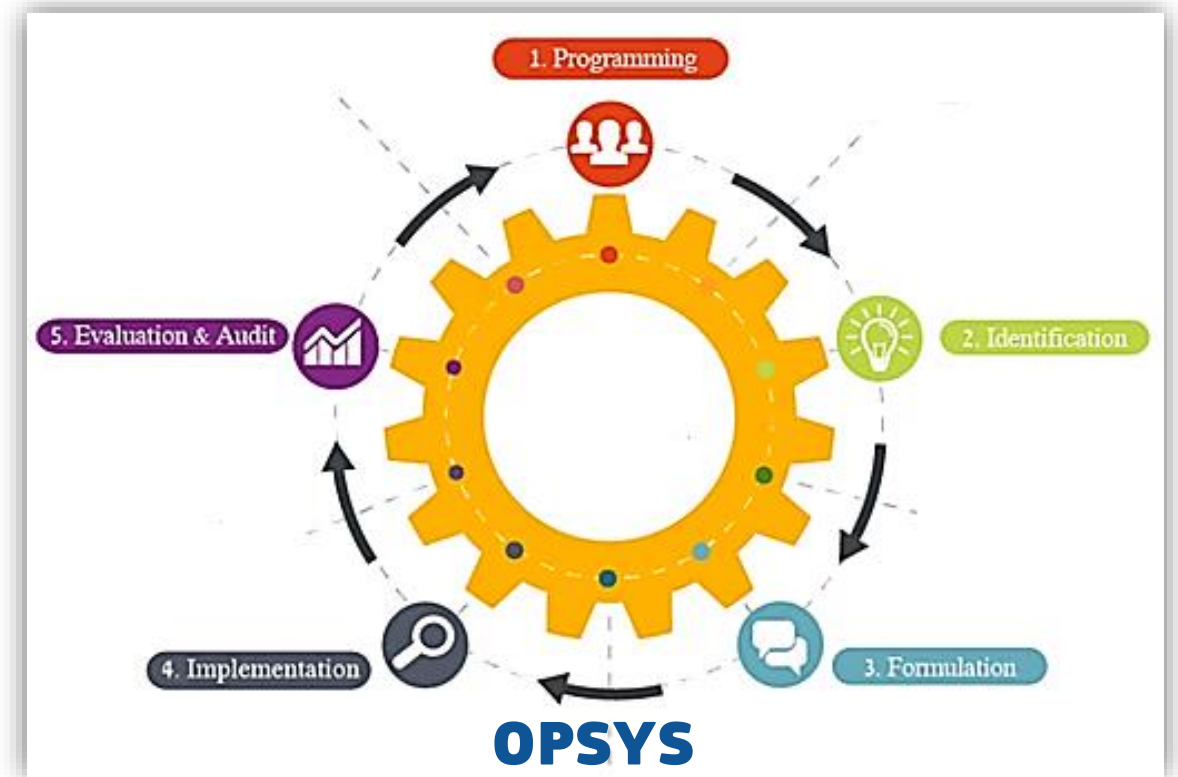 1. Programming
2. Identification
3. Formulation
4. Implementation
5. Evaluation & Audit
OPSYS